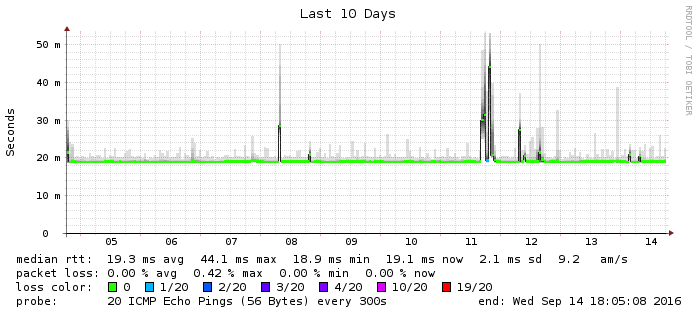 Last 10 Days
RRDTOOL / TOBI OETIKER
Seconds
50 m
40 m
30 m
20 m
10 m
0
05 06 07 08 09 10 11 12 13 14
median rtt: 19.3 ms avg 44.1 ms max 18.9 ms min 19.1 ms now 2.1 ms sd 9.2 am/s
packet loss: 0.00 % avg 0.42 % max 0.00 % min 0.00 % now
loss color: 0 1/20 2/20 3/20 4/20 10/20 19/20
probe: 20 ICMP Echo Pings (56 Bytes) every 300s end: Wed Sep 14 18:05:08 2016